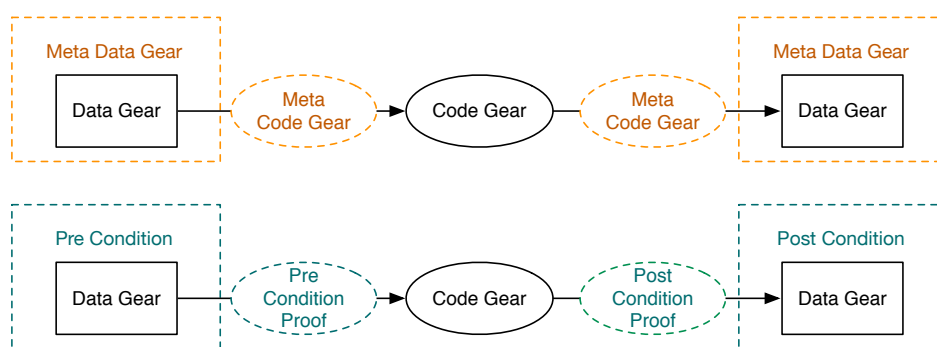 Meta Data Gear
Data Gear
Meta
Code Gear
Code Gear
Meta
Code Gear
Meta Data Gear
Data Gear
Pre Condition
Data Gear
Pre
Condition
Proof
Code Gear
Post
Condition
Proof
Post Condition
Data Gear